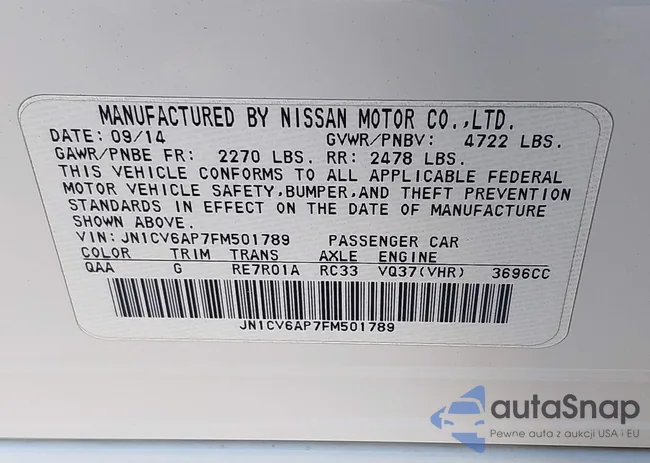 MANUFACTURED BY NISSAN MOTOR CO.,LTD.
DATE: 09/14 GVWR/PNBV: 4722 LBS.
GAWR/PNBE FR: 2270 LBS. RR: 2478 LBS.
THIS VEHICLE CONFORMS TO ALL APPLICABLE FEDERAL
MOTOR VEHICLE SAFETY,BUMPER,AND THEFT PREVENTION
STANDARDS IN EFFECT ON THE DATE OF MANUFACTURE
SHOWN ABOVE.
VIN: JN1CV6AP7FM501789 PASSENGER CAR
COLOR TRIM TRANS AXLE ENGINE
QAA G RE7R01A RC33 VQ37(VHR) 3696CC
JN1CV6AP7FM501789
autaSnap
Pewne auta z aukcji USA i EU